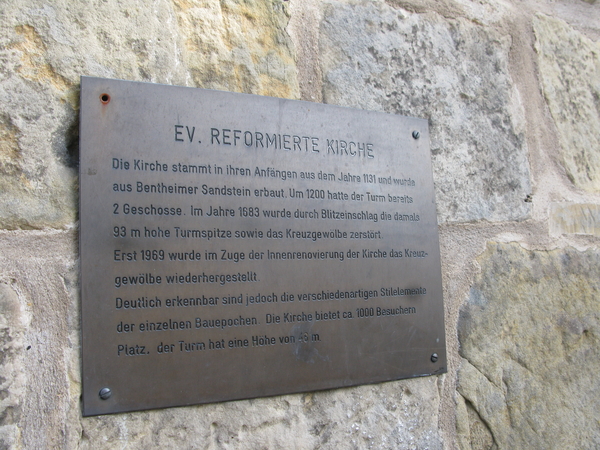 EV. REFORMIERTE KIRCHE
Die Kirche stammt in ihren Anfängen aus dem Jahre 1131 und wurde
aus Bentheimer Sandstein erbaut. Um 1200 hatte der Turm bereits
2 Geschosse. Im Jahre 1683 wurde durch Blitzeinschlag die damals
93 m hohe Turmspitze sowie das Kreuzgewölbe zerstört.
Erst 1969 wurde im Zuge der Innenrenovierung der Kirche das Kreuz-
gewölbe wiederhergestellt.
Deutlich erkennbar sind jedoch die verschiedenartigen Stilelemente
der einzelnen Bauepochen. Die Kirche bietet ca. 1000 Besuchern
Platz, der Turm hat eine Höhe von m